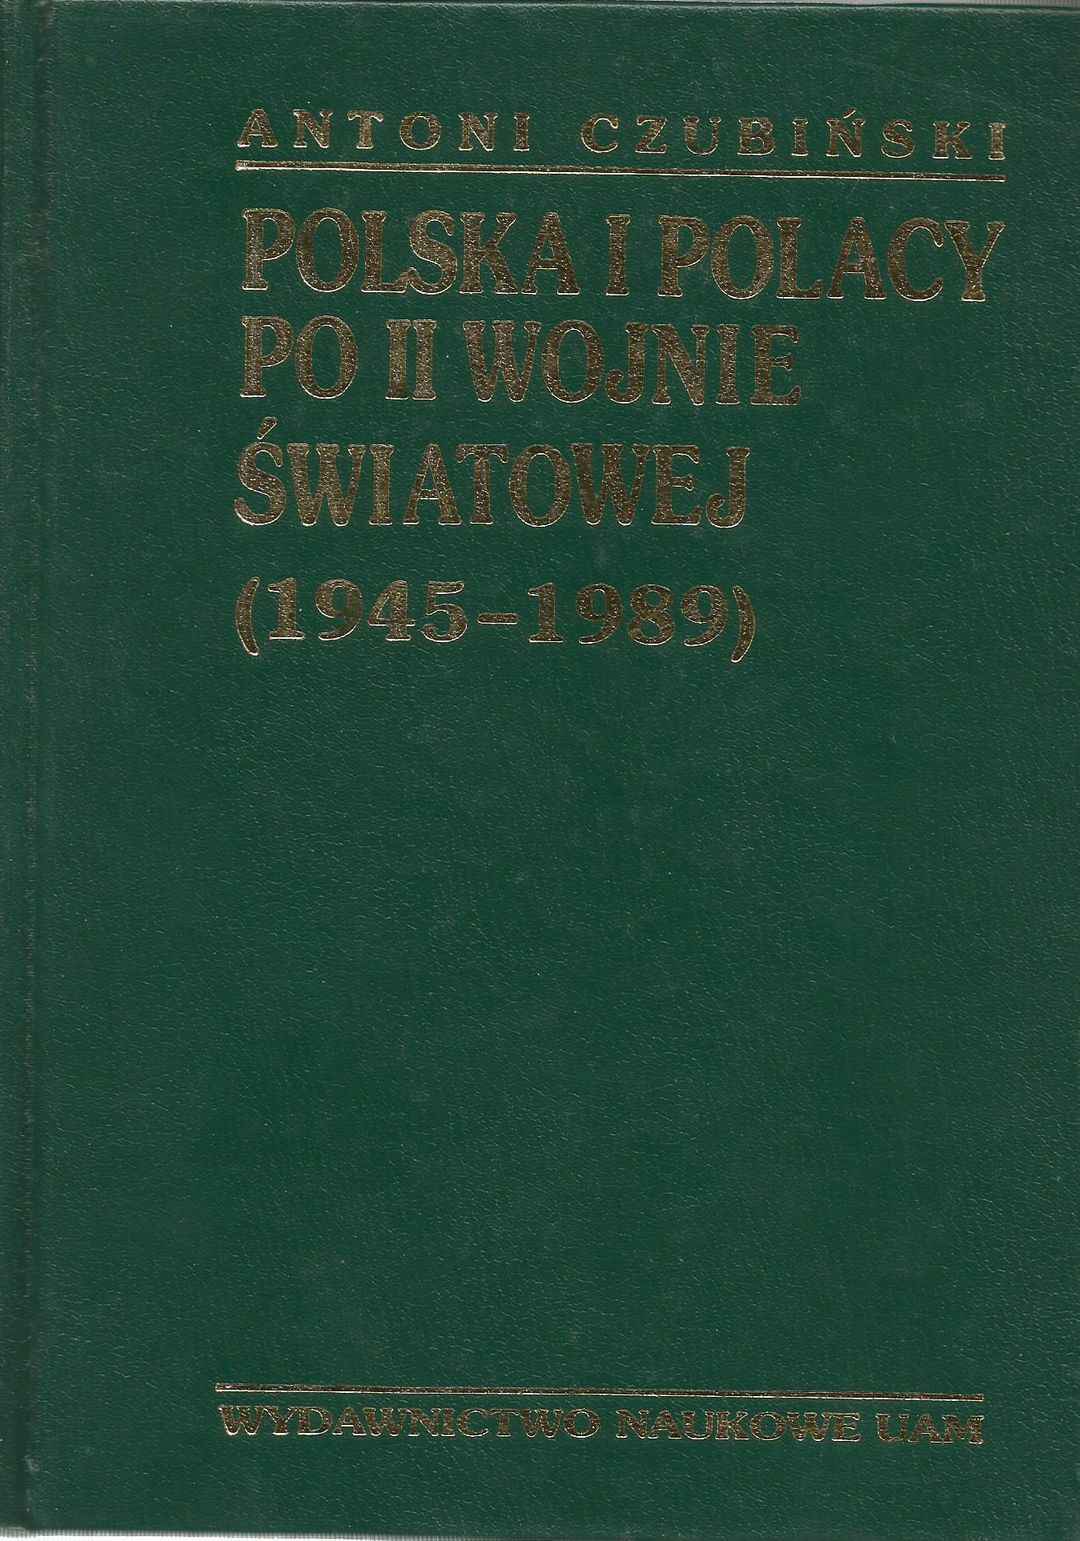 ANTONI CZUBIŃSKI
POLSKA I POLACY
PO II WOJNIE
ŚWIATOWEJ
(1945–1989)
WYDAWNICTWO NAUKOWE UAM